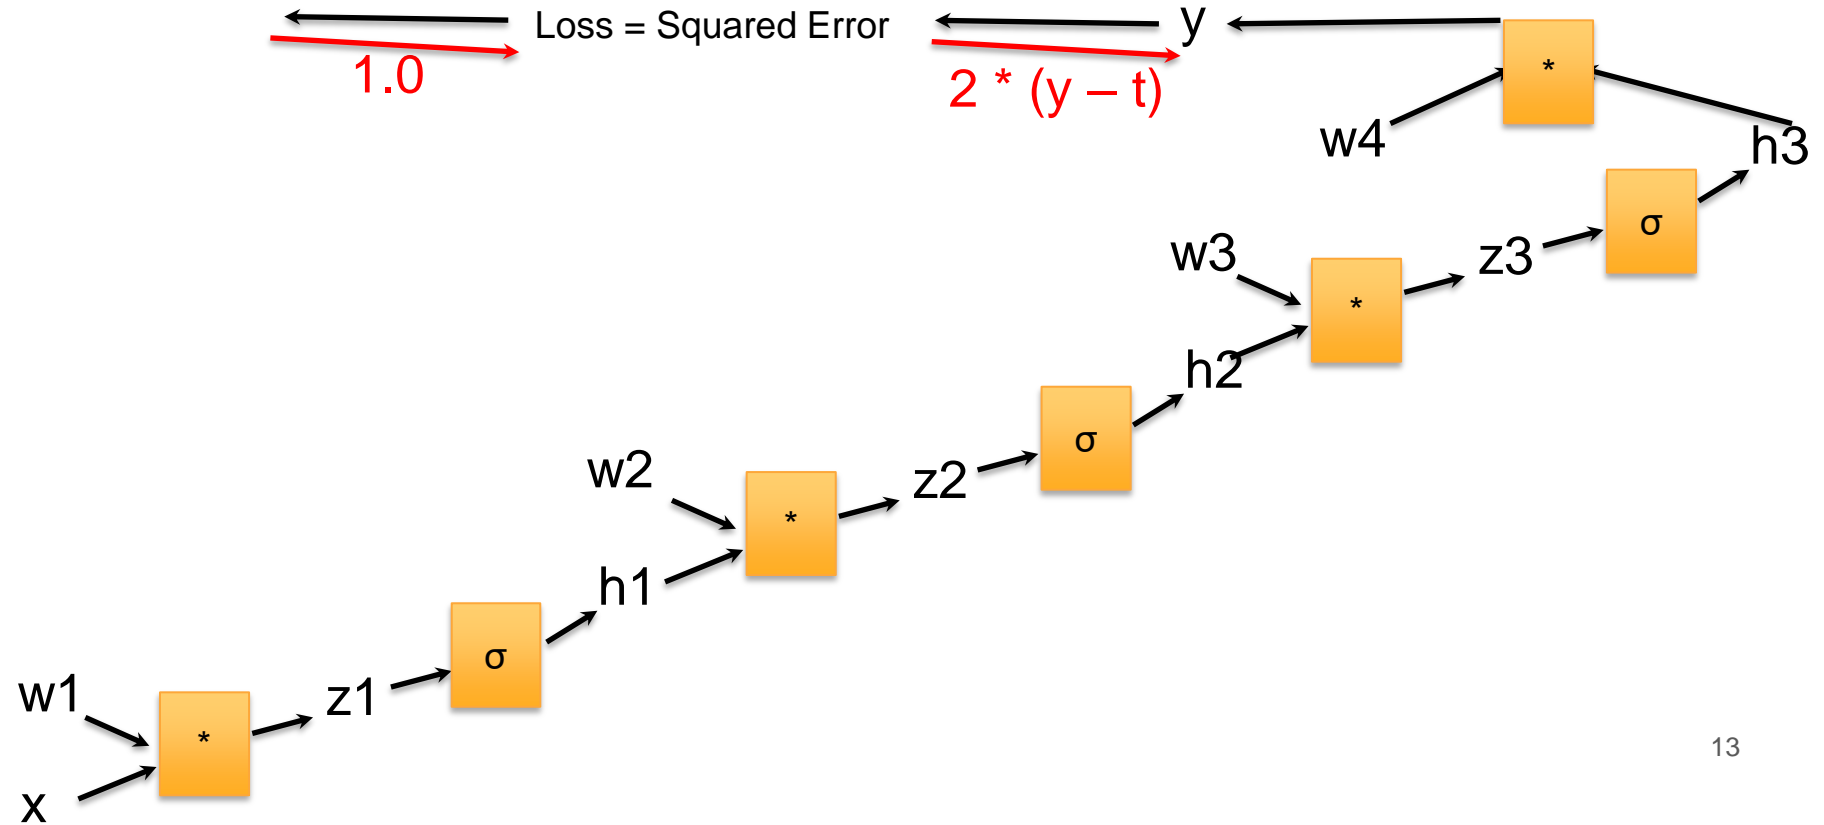 Loss = Squared Error
y
*
1.0
2 * (y – t)
w4
h3
σ
w3
z3
*
h2
σ
w2
z2
*
h1
σ
w1
z1
*
13
x